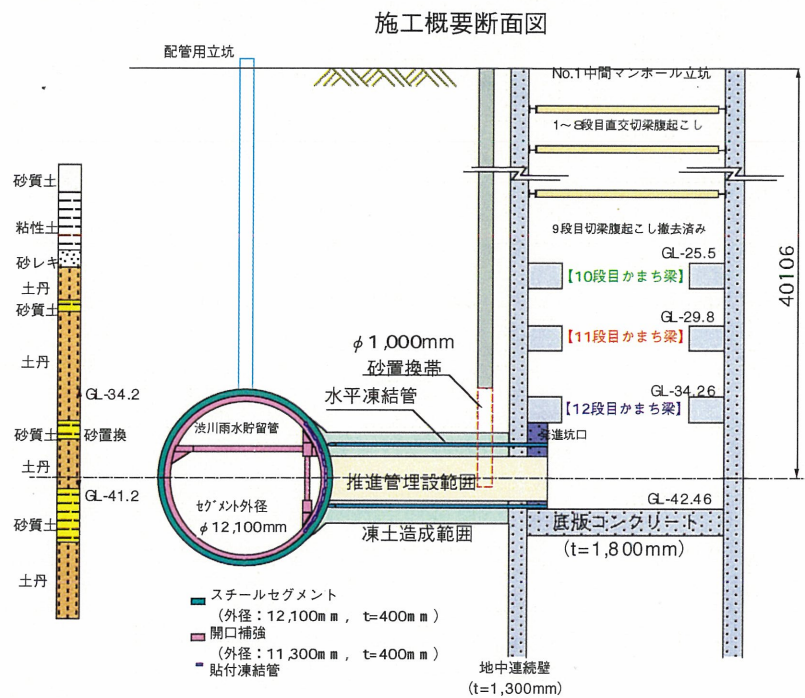 施工概要断面図
配管用立坑
No.1中間マンホール立坑
1～8段目直交切梁腹起こし
9段目切梁腹起こし撤去済み
GL-25.5
【10段目かまち梁】
GL-29.8
【11段目かまち梁】
GL-34.26
【12段目かまち梁】
発進坑口
40106
砂質土
粘性土
砂レキ
土丹
砂質土
土丹
GL-34.2
砂質土
砂置換
土丹
GL-41.2
砂質土
土丹
φ1,000mm
砂置換帯
水平凍結管
渋川雨水貯留管
セグメント外径
φ12,100mm
推進管埋設範囲
凍土造成範囲
GL-42.46
底版コンクリート
(t=1,800mm)
スチールセグメント
(外径：12,100mm, t=400mm)
開口補強
(外径：11,300mm, t=400mm)
貼付凍結管
地中連続壁
(t=1,300mm)